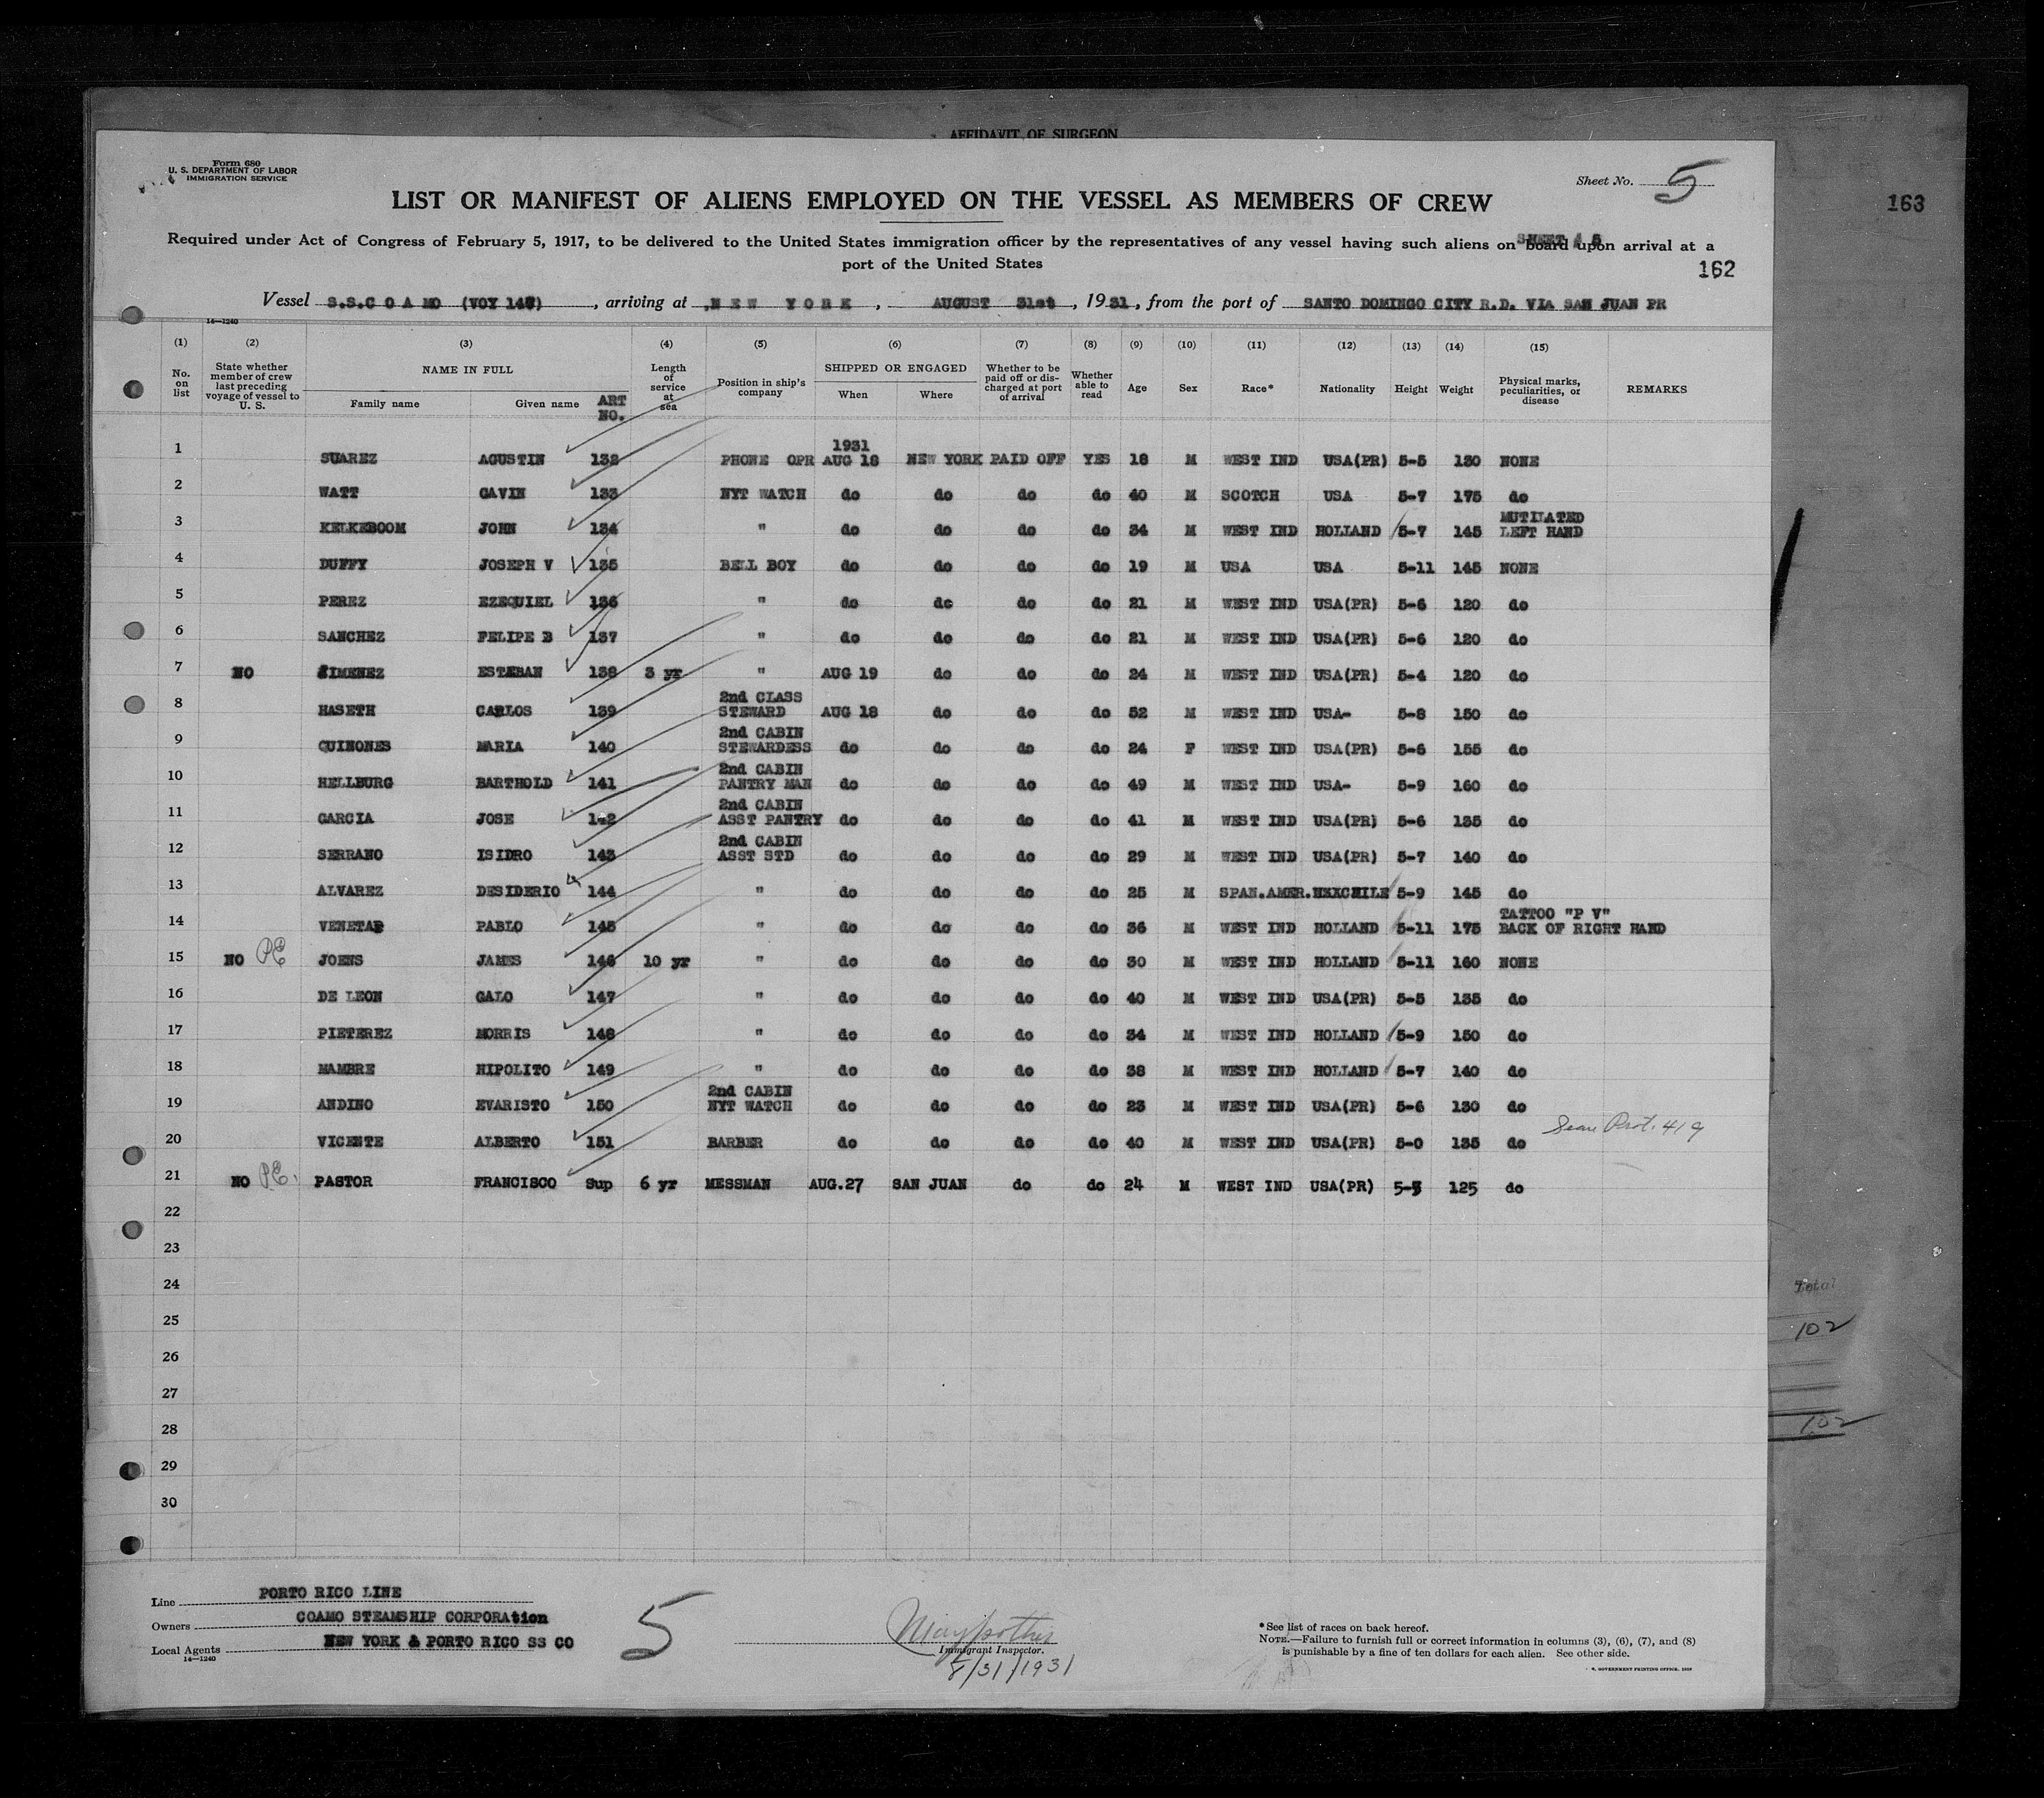 AFFIDAVIT OF SURGEON
Form 680
U. S. DEPARTMENT OF LABOR
IMMIGRATION SERVICE
Sheet No. 5
LIST OR MANIFEST OF ALIENS EMPLOYED ON THE VESSEL AS MEMBERS OF CREW
163
Required under Act of Congress of February 5, 1917, to be delivered to the United States immigration officer by the representatives of any vessel having such aliens on board upon arrival at a
port of the United States
162
Vessel S.S.C O A MO (VOY 147), arriving at N E W Y O R K, AUGUST 31st, 1931, from the port of SANTO DOMINGO CITY R.D. VIA SAN JUAN PR
14—1240
(1) (2) (3) (4) (5) (6) (7) (8) (9) (10) (11) (12) (13) (14) (15)
No. on list
State whether member of crew last preceding voyage of vessel to U. S.
NAME IN FULL
Family name Given name ART NO.
Length of service at sea
Position in ship's company
SHIPPED OR ENGAGED
When Where
Whether to be paid off or discharged at port of arrival
Whether able to read
Age Sex Race* Nationality Height Weight
Physical marks, peculiarities, or disease
REMARKS
1931
1 SUAREZ AGUSTIN 132 PHONE OPR AUG 18 NEW YORK PAID OFF YES 18 M WEST IND USA(PR) 5-5 130 NONE
2 WATT GAVIN 133 NYT WATCH do do do do 40 M SCOTCH USA 5-7 175 do
3 KELKEBOOM JOHN 134 " do do do do 34 M WEST IND HOLLAND 5-7 145 MUTILATED LEFT HAND
4 DUFFY JOSEPH V 135 BELL BOY do do do do 19 M USA USA 5-11 145 NONE
5 PEREZ EZEQUIEL 136 " do do do do 21 M WEST IND USA(PR) 5-6 120 do
6 SANCHEZ FELIPE B 137 " do do do do 21 M WEST IND USA(PR) 5-6 120 do
7 NO JIMENEZ ESTEBAN 138 3 yr " AUG 19 do do do 24 M WEST IND USA(PR) 5-4 120 do
8 HASETH CARLOS 139 2nd CLASS STEWARD AUG 18 do do do 52 M WEST IND USA- 5-8 150 do
9 QUINONES MARIA 140 2nd CABIN STEWARDESS do do do do 24 F WEST IND USA(PR) 5-6 155 do
10 HELLBURG BARTHOLD 141 2nd CABIN PANTRY MAN do do do do 49 M WEST IND USA- 5-9 160 do
11 GARCIA JOSE 142 2nd CABIN ASST PANTRY do do do do 41 M WEST IND USA(PR) 5-6 135 do
12 SERRANO ISIDRO 143 2nd CABIN ASST STD do do do do 29 M WEST IND USA(PR) 5-7 140 do
13 ALVAREZ DESIDERIO 144 " do do do do 25 M SPAN.AMER. CHILE 5-9 145 do
14 VENETAP PABLO 145 " do do do do 36 M WEST IND HOLLAND 5-11 175 TATTOO "P V" BACK OF RIGHT HAND
15 NO PE JOENS JAMES 146 10 yr " do do do do 30 M WEST IND HOLLAND 5-11 160 NONE
16 DE LEON GALO 147 " do do do do 40 M WEST IND USA(PR) 5-5 135 do
17 PIETEREZ MORRIS 148 " do do do do 34 M WEST IND HOLLAND 5-9 150 do
18 MAMBRE HIPOLITO 149 " do do do do 38 M WEST IND HOLLAND 5-7 140 do
19 ANDINO EVARISTO 150 2nd CABIN NYT WATCH do do do do 23 M WEST IND USA(PR) 5-6 130 do
20 VICENTE ALBERTO 151 BARBER do do do do 40 M WEST IND USA(PR) 5-0 135 do 419
21 NO PE. PASTOR FRANCISCO Sup 6 yr MESSMAN AUG.27 SAN JUAN do do 24 M WEST IND USA(PR) 5-5 125 do
22
23
24
25
26
27
28
29
30
Total
102
102
Line PORTO RICO LINE
Owners COAMO STEAMSHIP CORPORAtion
Local Agents NEW YORK & PORTO RICO SS CO
14—1240
5
Immigrant Inspector.
8/31/1931
*See list of races on back hereof.
NOTE.—Failure to furnish full or correct information in columns (3), (6), (7), and (8)
is punishable by a fine of ten dollars for each alien. See other side.